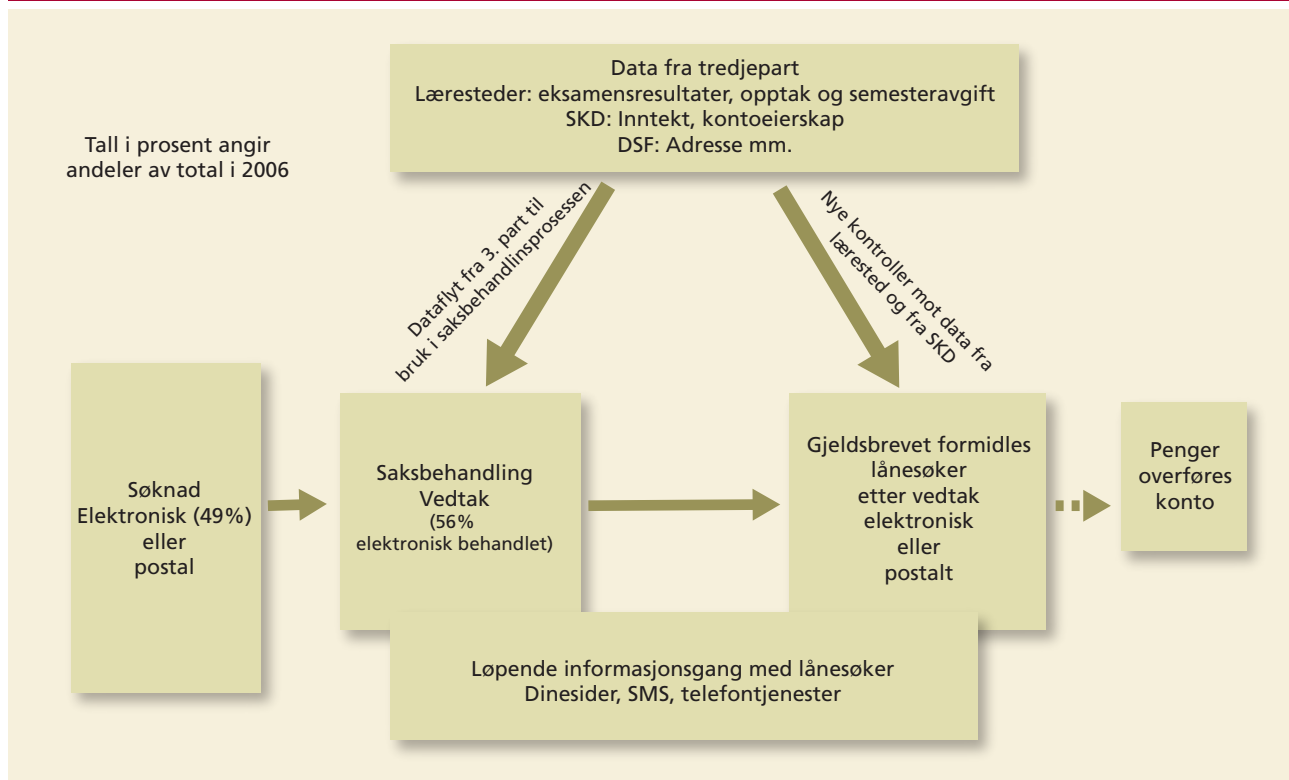 Data fra tredjepart
Læresteder: eksamensresultater, opptak og semesteravgift
SKD: Inntekt, kontoeierskap
DSF: Adresse mm.
Tall i prosent angir
andeler av total i 2006
Dataflyt fra 3. part til
bruk i saksbehandlinsprosessen
Nye kontroller mot data fra
lærested og fra SKD
Søknad
Elektronisk (49%)
eller
postal
Saksbehandling
Vedtak
(56%
elektronisk behandlet)
Gjeldsbrevet formidles
lånesøker
etter vedtak
elektronisk
eller
postalt
Penger
overføres
konto
Løpende informasjonsgang med lånesøker
Dinesider, SMS, telefontjenester